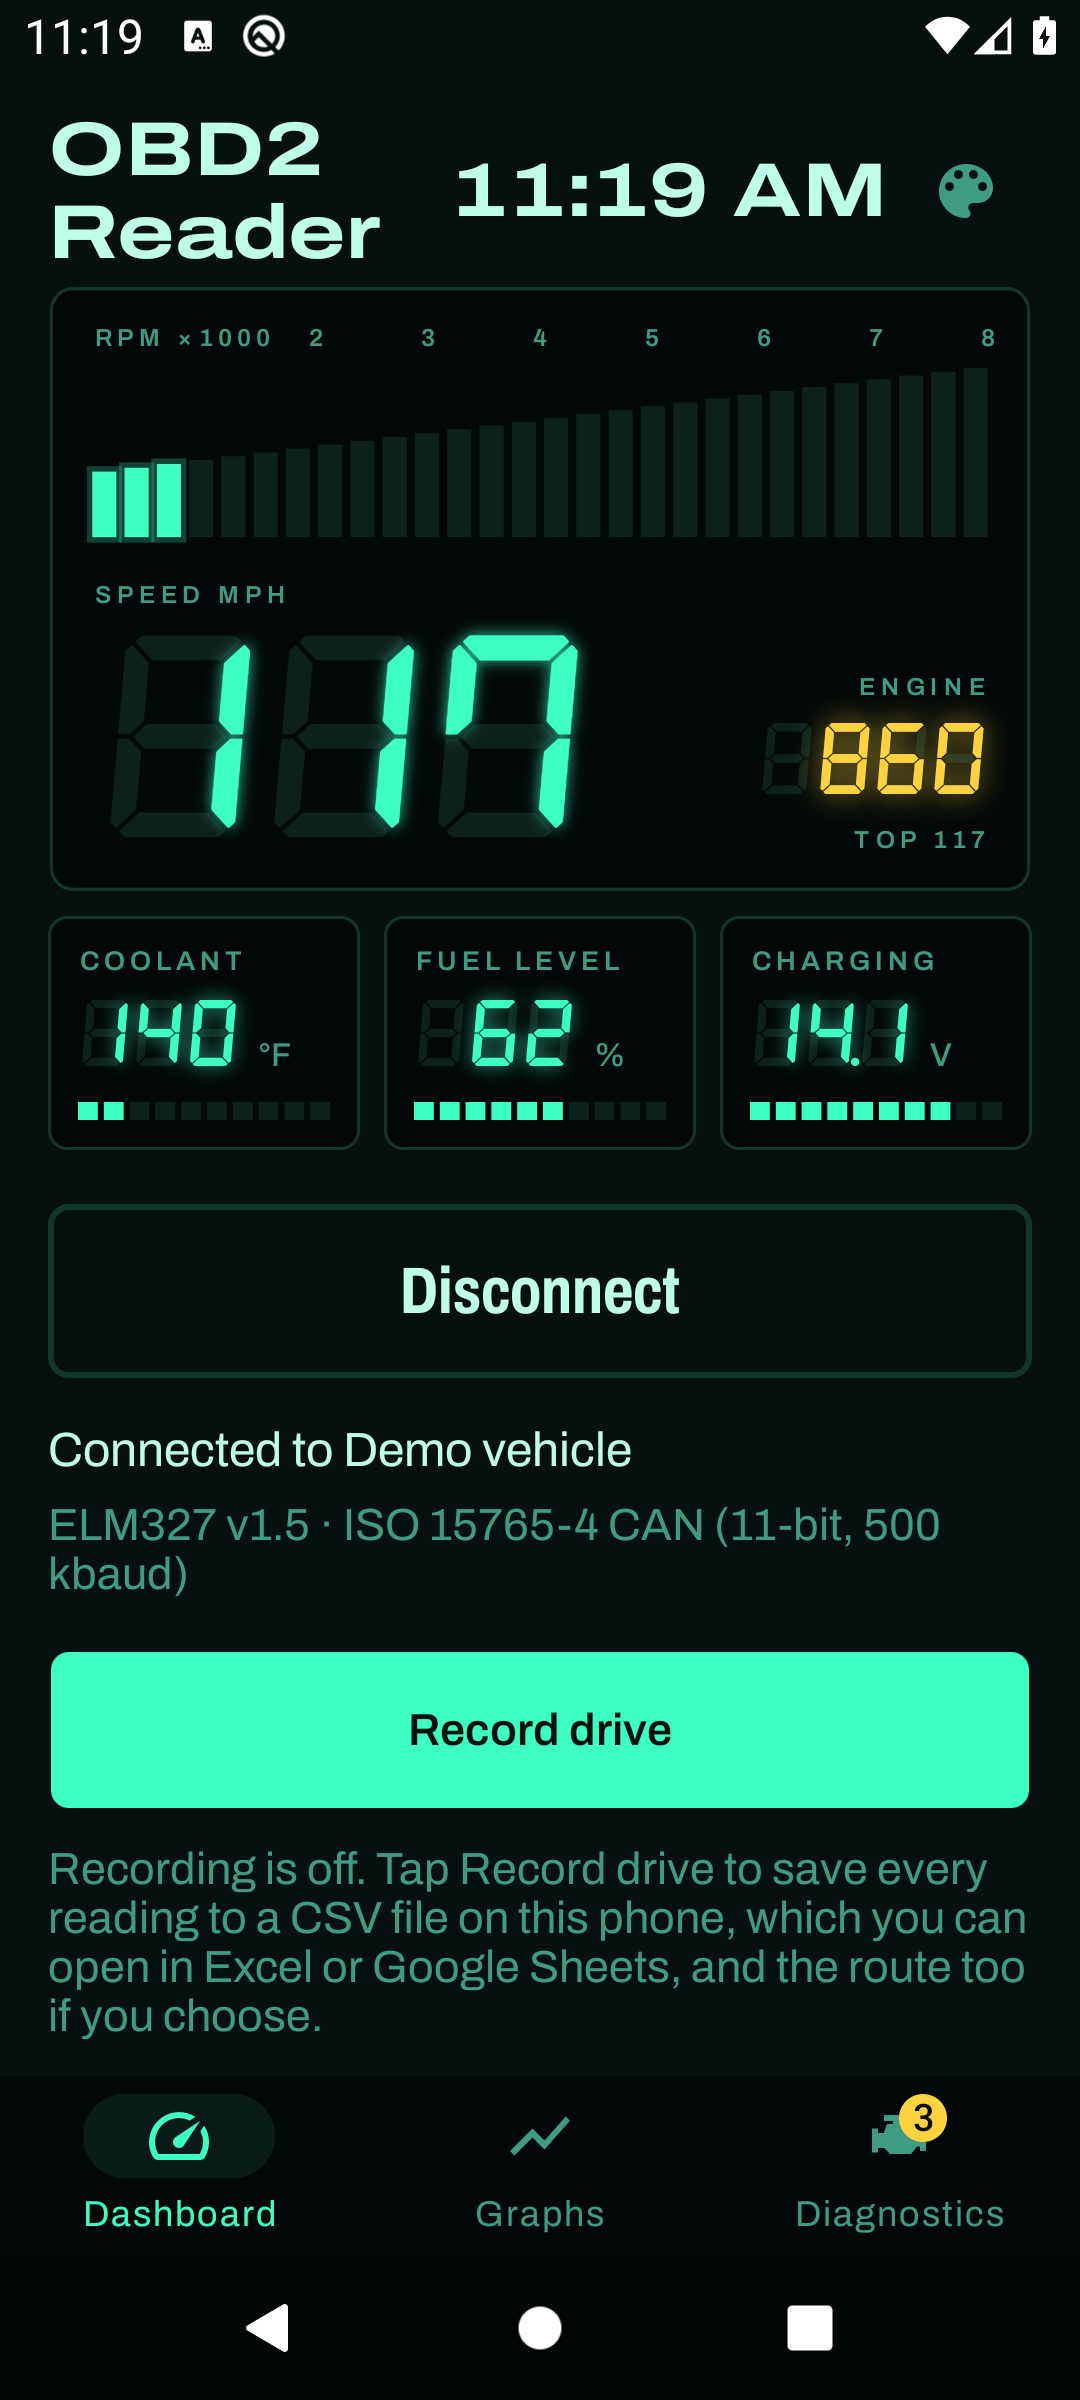 11:19
OBD2
Reader
11:19 AM
RPM ×1000 2 3 4 5 6 7 8
SPEED MPH
117
ENGINE
860
TOP 117
COOLANT
140 °F
FUEL LEVEL
62 %
CHARGING
14.1 V
Disconnect
Connected to Demo vehicle
ELM327 v1.5 · ISO 15765-4 CAN (11-bit, 500
kbaud)
Record drive
Recording is off. Tap Record drive to save every
reading to a CSV file on this phone, which you can
open in Excel or Google Sheets, and the route too
if you choose.
3
Dashboard
Graphs
Diagnostics